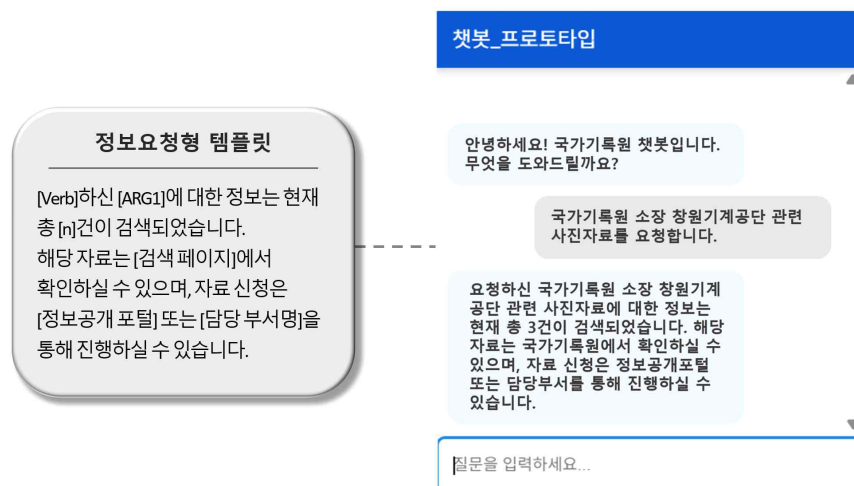 정보요청형 템플릿
[Verb]하신 [ARG1]에 대한 정보는 현재
총 [n]건이 검색되었습니다.
해당 자료는 [검색 페이지]에서
확인하실 수 있으며, 자료 신청은
[정보공개 포털] 또는 [담당 부서명]을
통해 진행하실 수 있습니다.
챗봇_프로토타입
안녕하세요! 국가기록원 챗봇입니다.
무엇을 도와드릴까요?
국가기록원 소장 창원기계공단 관련
사진자료를 요청합니다.
요청하신 국가기록원 소장 창원기계
공단 관련 사진자료에 대한 정보는
현재 총 3건이 검색되었습니다. 해당
자료는 국가기록원에서 확인하실 수
있으며, 자료 신청은 정보공개포털
또는 담당부서를 통해 진행하실 수
있습니다.
질문을 입력하세요...